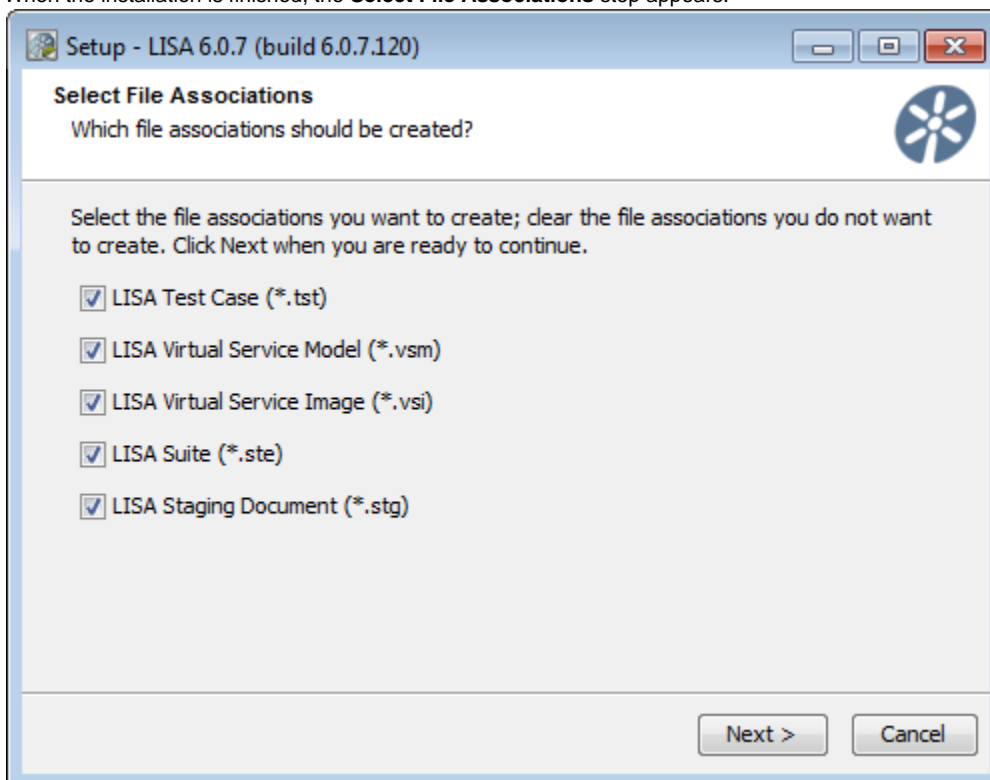 When the installation is finished, the Select File Associations step appears.
Setup - LISA 6.0.7 (build 6.0.7.120)
Select File Associations
Which file associations should be created?
Select the file associations you want to create; clear the file associations you do not want
to create. Click Next when you are ready to continue.
LISA Test Case (*.tst)
LISA Virtual Service Model (*.vsm)
LISA Virtual Service Image (*.vsi)
LISA Suite (*.ste)
LISA Staging Document (*.stg)
Next >
Cancel